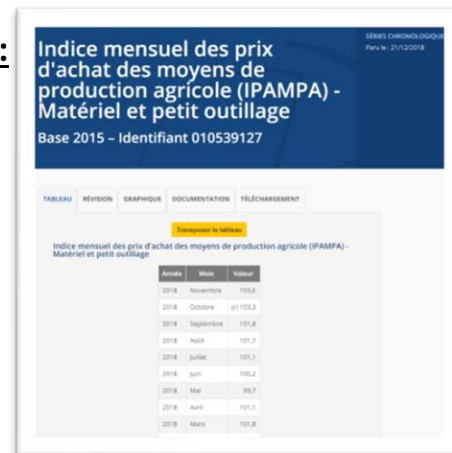 :
SÉRIES CHRONOLOGIQUE
Paru le : 21/12/2018
Indice mensuel des prix
d'achat des moyens de
production agricole (IPAMPA) -
Matériel et petit outillage
Base 2015 – Identifiant 010539127
TABLEAU RÉVISION GRAPHIQUE DOCUMENTATION TÉLÉCHARGEMENT
Transposer le tableau
Indice mensuel des prix d'achat des moyens de production agricole (IPAMPA) -
Matériel et petit outillage
Année Mois Valeur
2018 Novembre 103,6
2018 Octobre (r) 103,3
2018 Septembre 101,8
2018 Août 101,7
2018 Juillet 101,1
2018 Juin 100,2
2018 Mai 99,7
2018 Avril 101,1
2018 Mars 101,8